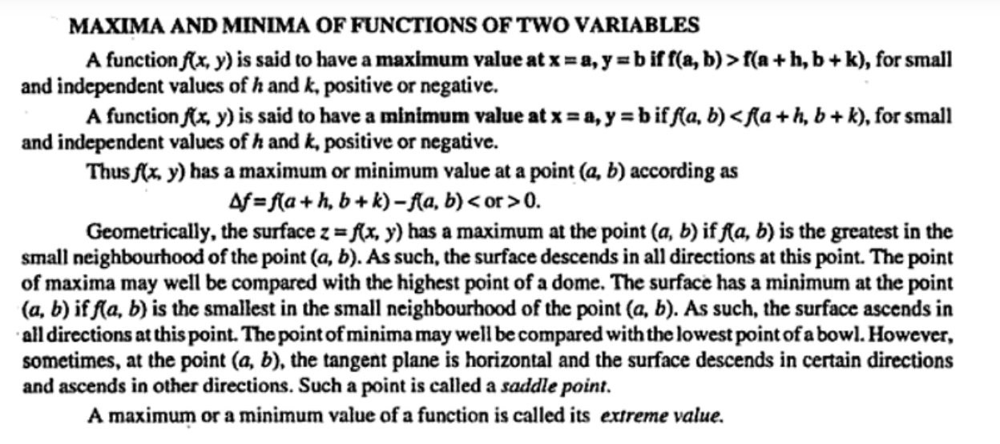 MAXIMA AND MINIMA OF FUNCTIONS OF TWO VARIABLES
A function f(x, y) is said to have a maximum value at x = a, y = b if f(a, b) > f(a + h, b + k), for small
and independent values of h and k, positive or negative.
A function f(x, y) is said to have a minimum value at x = a, y = b if f(a, b) < f(a + h, b + k), for small
and independent values of h and k, positive or negative.
Thus f(x, y) has a maximum or minimum value at a point (a, b) according as
Δf = f(a + h, b + k) – f(a, b) < or > 0.
Geometrically, the surface z = f(x, y) has a maximum at the point (a, b) if f(a, b) is the greatest in the
small neighbourhood of the point (a, b). As such, the surface descends in all directions at this point. The point
of maxima may well be compared with the highest point of a dome. The surface has a minimum at the point
(a, b) if f(a, b) is the smallest in the small neighbourhood of the point (a, b). As such, the surface ascends in
all directions at this point. The point of minima may well be compared with the lowest point of a bowl. However,
sometimes, at the point (a, b), the tangent plane is horizontal and the surface descends in certain directions
and ascends in other directions. Such a point is called a saddle point.
A maximum or a minimum value of a function is called its extreme value.